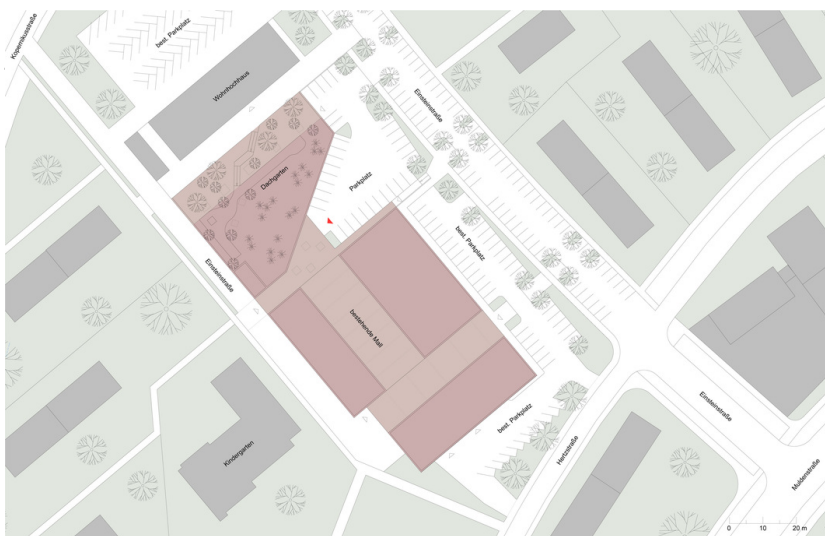 Kopernikusstraße
best. Parkplatz
Wohnhochhaus
Einsteinstraße
Dachgarten
Parkplatz
best. Parkplatz
Einsteinstraße
bestehende Mall
Einsteinstraße
best. Parkplatz
Kindergarten
Hertzstraße
Muldenstraße
0 10 20 m